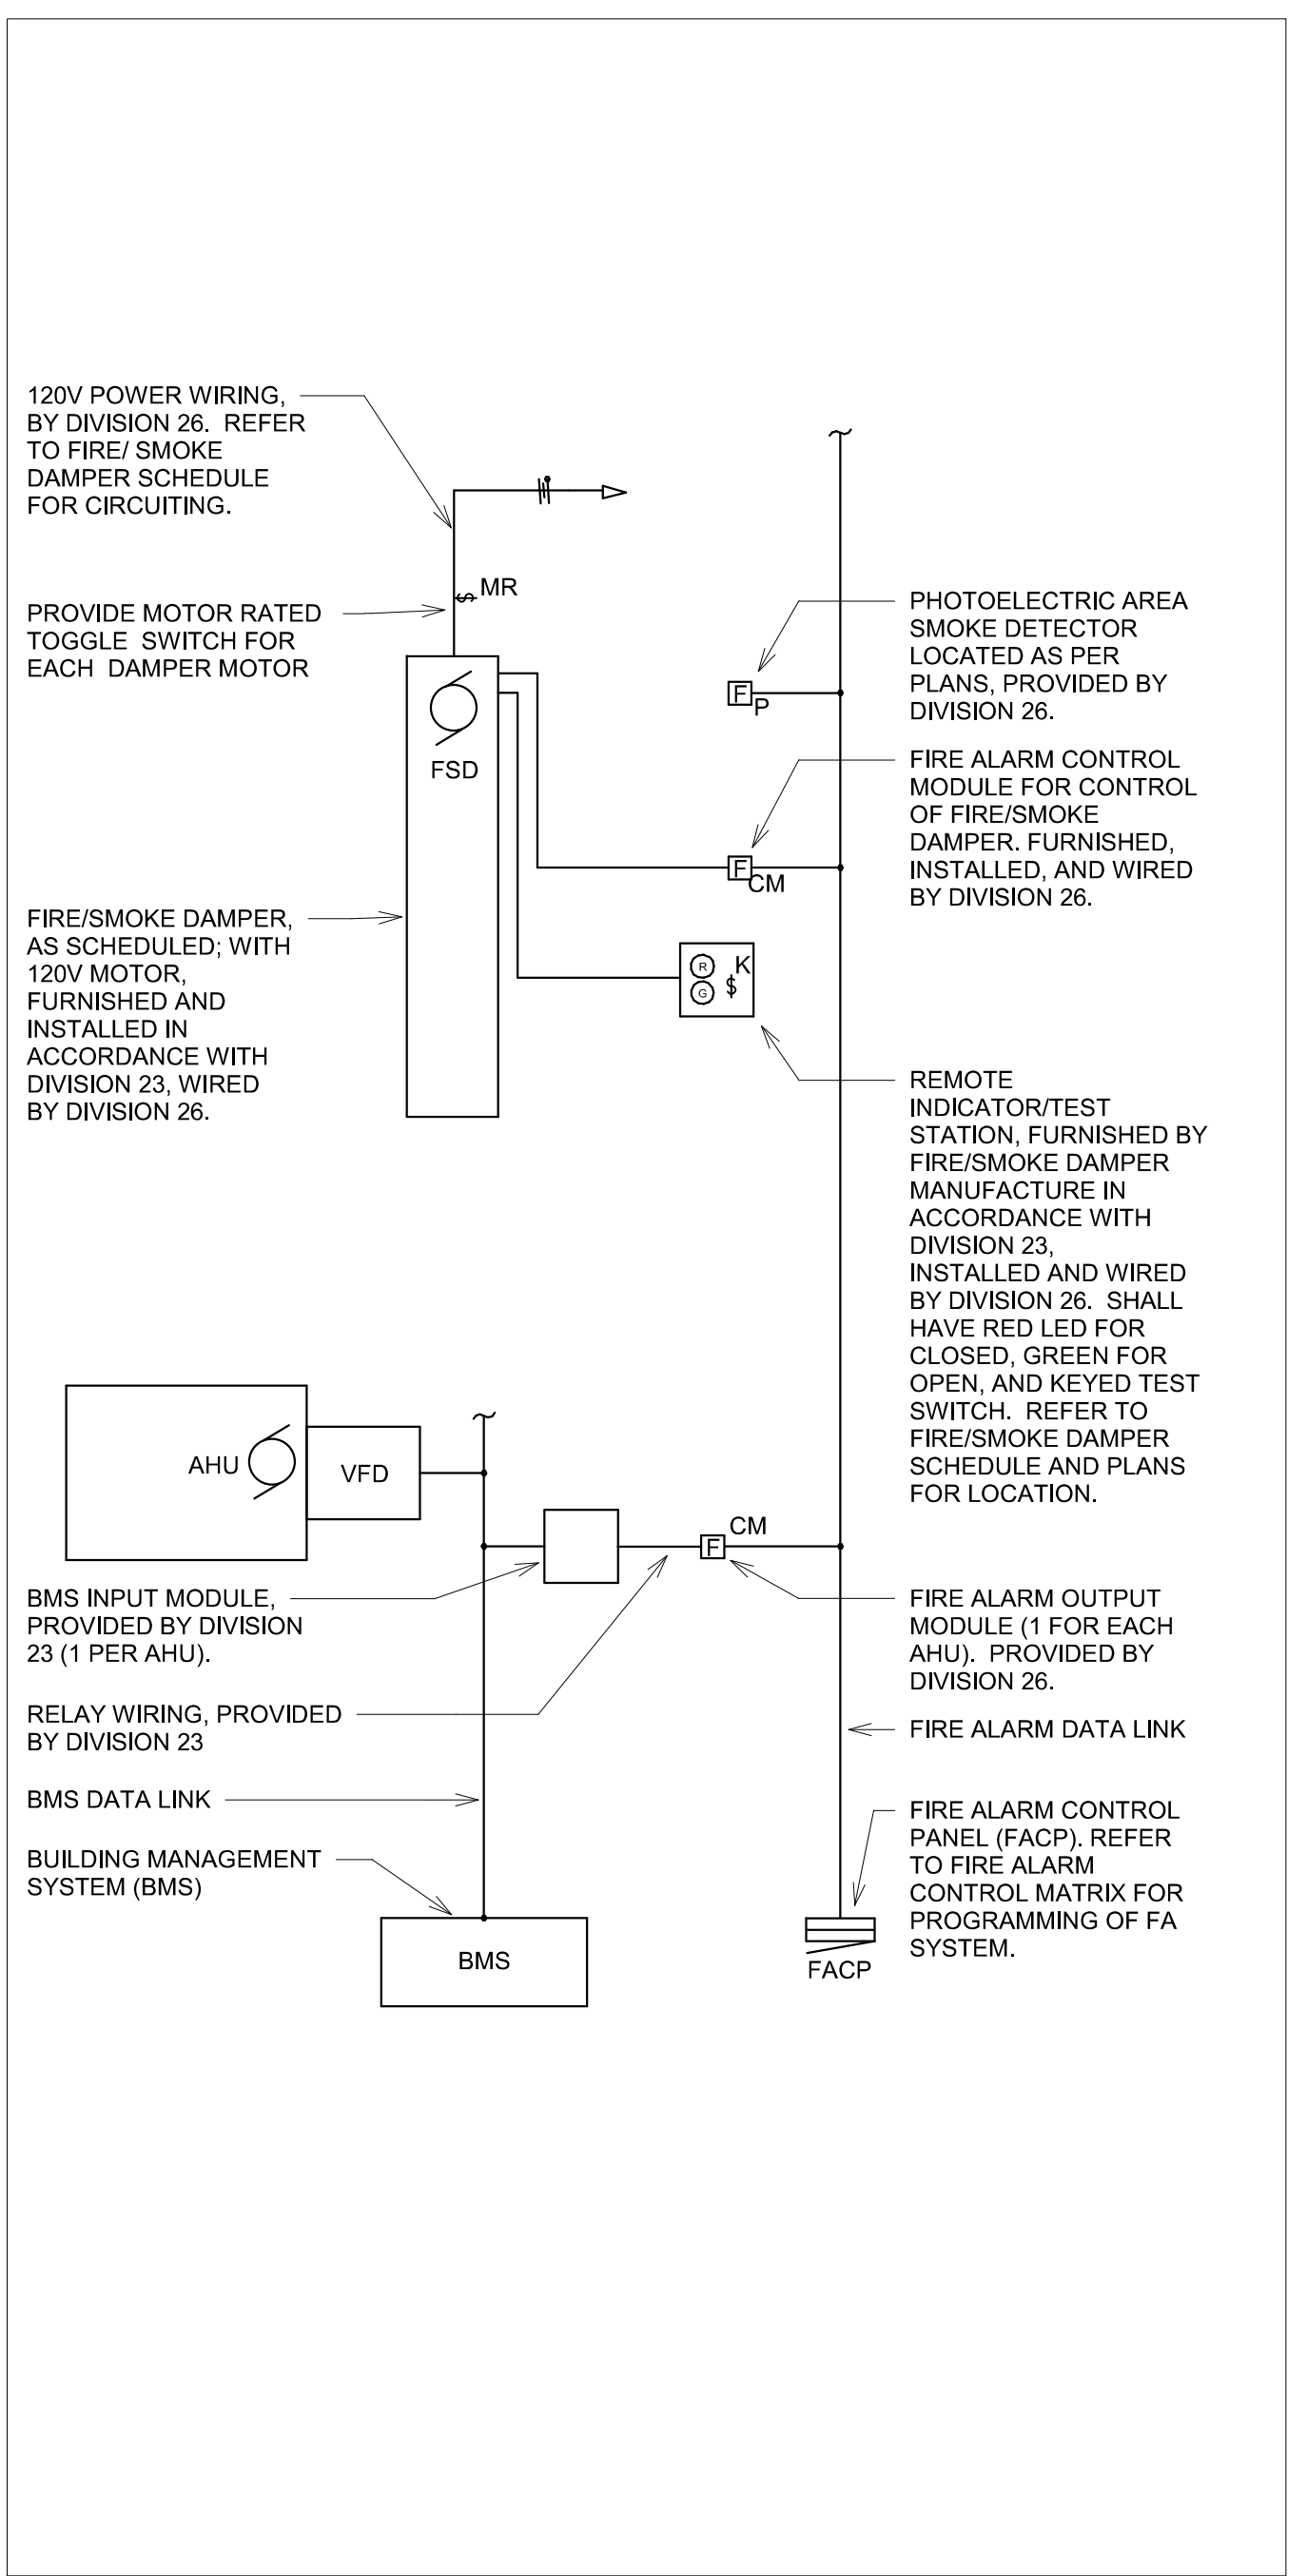 120V POWER WIRING,
BY DIVISION 26.  REFER
TO FIRE/ SMOKE
DAMPER SCHEDULE
FOR CIRCUITING.
MR
PROVIDE MOTOR RATED
TOGGLE  SWITCH FOR
EACH  DAMPER MOTOR
PHOTOELECTRIC AREA
SMOKE DETECTOR
LOCATED AS PER
PLANS, PROVIDED BY
DIVISION 26.
F
P
FSD
FIRE ALARM CONTROL
MODULE FOR CONTROL
OF FIRE/SMOKE
DAMPER. FURNISHED,
INSTALLED, AND WIRED
BY DIVISION 26.
F
CM
FIRE/SMOKE DAMPER,
AS SCHEDULED; WITH
120V MOTOR,
FURNISHED AND
INSTALLED IN
ACCORDANCE WITH
DIVISION 23, WIRED
BY DIVISION 26.
R K
G $
REMOTE
INDICATOR/TEST
STATION, FURNISHED BY
FIRE/SMOKE DAMPER
MANUFACTURE IN
ACCORDANCE WITH
DIVISION 23,
INSTALLED AND WIRED
BY DIVISION 26.  SHALL
HAVE RED LED FOR
CLOSED, GREEN FOR
OPEN, AND KEYED TEST
SWITCH.  REFER TO
FIRE/SMOKE DAMPER
SCHEDULE AND PLANS
FOR LOCATION.
AHU
VFD
CM
F
BMS INPUT MODULE,
PROVIDED BY DIVISION
23 (1 PER AHU).
FIRE ALARM OUTPUT
MODULE (1 FOR EACH
AHU).  PROVIDED BY
DIVISION 26.
RELAY WIRING, PROVIDED
BY DIVISION 23
FIRE ALARM DATA LINK
BMS DATA LINK
FIRE ALARM CONTROL
PANEL (FACP). REFER
TO FIRE ALARM
CONTROL MATRIX FOR
PROGRAMMING OF FA
SYSTEM.
BUILDING MANAGEMENT
SYSTEM (BMS)
BMS
FACP